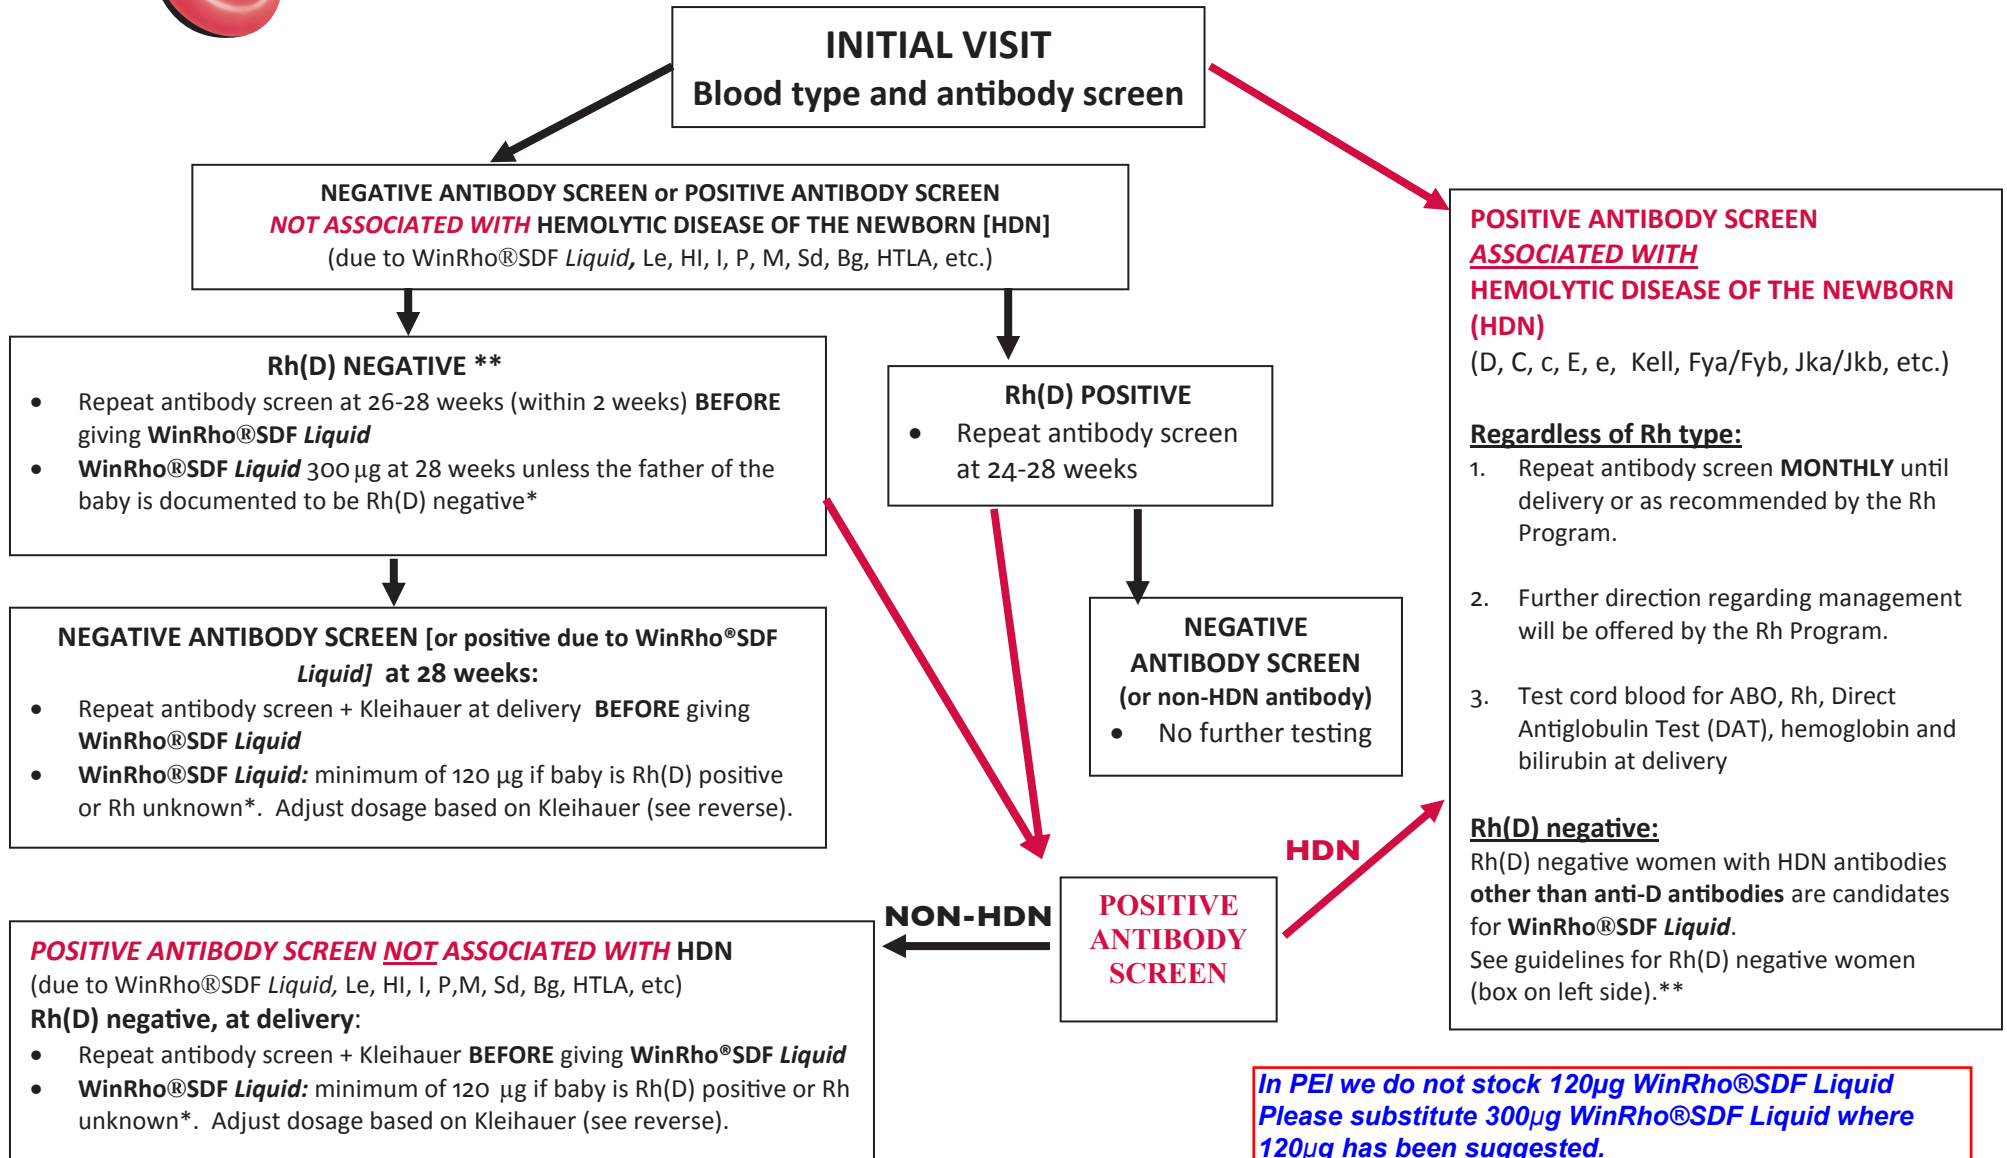 INITIAL VISIT
Blood type and antibody screen
NEGATIVE ANTIBODY SCREEN or POSITIVE ANTIBODY SCREEN
NOT ASSOCIATED WITH HEMOLYTIC DISEASE OF THE NEWBORN [HDN]
(due to WinRho®SDF Liquid, Le, HI, I, P, M, Sd, Bg, HTLA, etc.)
Rh(D) NEGATIVE **
• Repeat antibody screen at 26-28 weeks (within 2 weeks) BEFORE
giving WinRho®SDF Liquid
• WinRho®SDF Liquid 300 µg at 28 weeks unless the father of the
baby is documented to be Rh(D) negative*
Rh(D) POSITIVE
• Repeat antibody screen
at 24-28 weeks
NEGATIVE ANTIBODY SCREEN [or positive due to WinRho®SDF
Liquid] at 28 weeks:
• Repeat antibody screen + Kleihauer at delivery BEFORE giving
WinRho®SDF Liquid
• WinRho®SDF Liquid: minimum of 120 µg if baby is Rh(D) positive
or Rh unknown*. Adjust dosage based on Kleihauer (see reverse).
NEGATIVE
ANTIBODY SCREEN
(or non-HDN antibody)
• No further testing
POSITIVE ANTIBODY SCREEN
ASSOCIATED WITH
HEMOLYTIC DISEASE OF THE NEWBORN
(HDN)
(D, C, c, E, e, Kell, Fya/Fyb, Jka/Jkb, etc.)
Regardless of Rh type:
1. Repeat antibody screen MONTHLY until
delivery or as recommended by the Rh
Program.
2. Further direction regarding management
will be offered by the Rh Program.
3. Test cord blood for ABO, Rh, Direct
Antiglobulin Test (DAT), hemoglobin and
bilirubin at delivery
Rh(D) negative:
Rh(D) negative women with HDN antibodies
other than anti-D antibodies are candidates
for WinRho®SDF Liquid.
See guidelines for Rh(D) negative women
(box on left side).**
HDN
NON-HDN
POSITIVE
ANTIBODY
SCREEN
POSITIVE ANTIBODY SCREEN NOT ASSOCIATED WITH HDN
(due to WinRho®SDF Liquid, Le, HI, I, P,M, Sd, Bg, HTLA, etc)
Rh(D) negative, at delivery:
• Repeat antibody screen + Kleihauer BEFORE giving WinRho®SDF Liquid
• WinRho®SDF Liquid: minimum of 120 µg if baby is Rh(D) positive or Rh
unknown*. Adjust dosage based on Kleihauer (see reverse).
In PEI we do not stock 120µg WinRho®SDF Liquid
Please substitute 300µg WinRho®SDF Liquid where
120µg has been suggested.